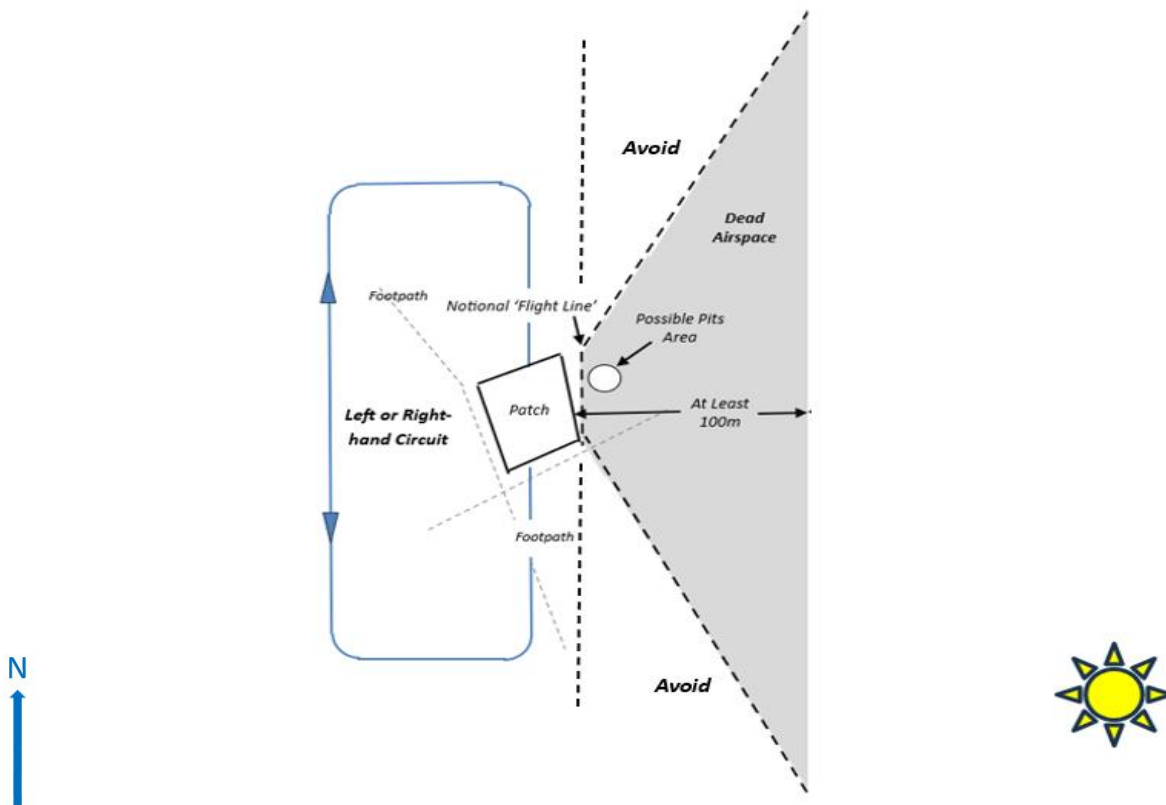 Avoid
Dead
Airspace
Footpath
Notional 'Flight Line'
Possible Pits
Area
Left or Right-
hand Circuit
Patch
At Least
100m
Footpath
N
Avoid